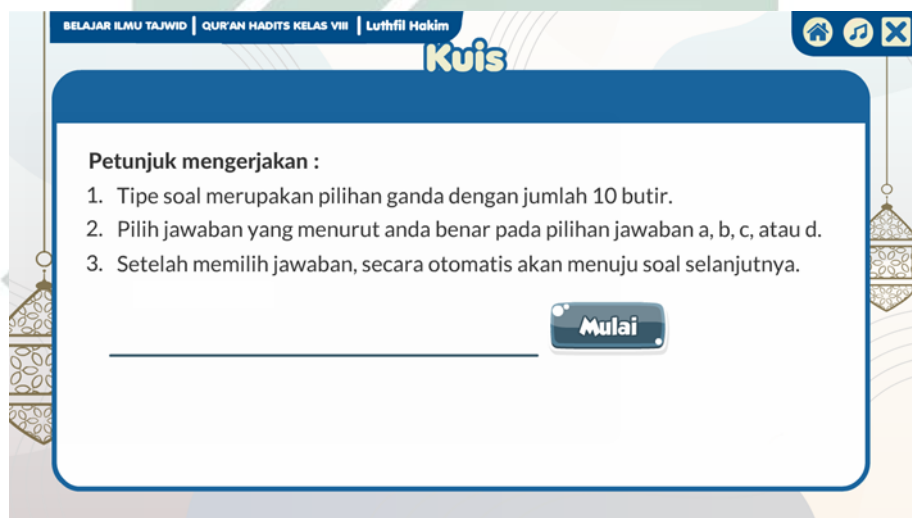 BELAJAR ILMU TAJWID | QUR'AN HADITS KELAS VIII | Luthfil Hakim
Kuis
Petunjuk mengerjakan :
1. Tipe soal merupakan pilihan ganda dengan jumlah 10 butir.
2. Pilih jawaban yang menurut anda benar pada pilihan jawaban a, b, c, atau d.
3. Setelah memilih jawaban, secara otomatis akan menuju soal selanjutnya.
Mulai